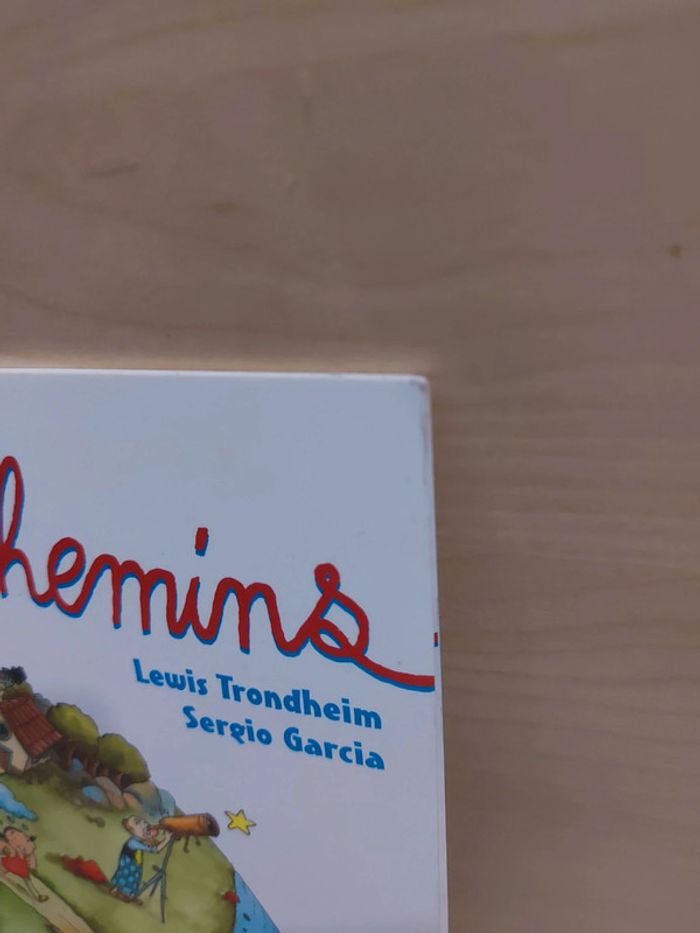 hemins
Lewis Trondheim
Sergio Garcia